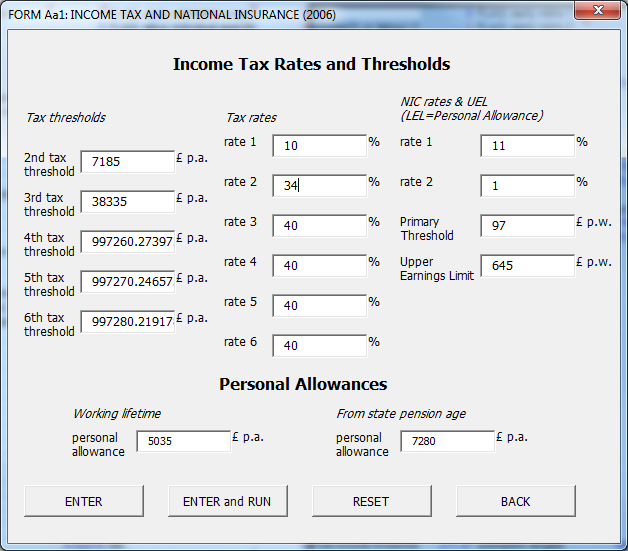 FORM Aa1: INCOME TAX AND NATIONAL INSURANCE (2006)
Income Tax Rates and Thresholds
Tax thresholds
2nd tax threshold 7185 £ p.a.
3rd tax threshold 38335 £ p.a.
4th tax threshold 997260.27397 £ p.a.
5th tax threshold 997270.24657 £ p.a.
6th tax threshold 997280.21917 £ p.a.
Tax rates
rate 1 10 %
rate 2 34 %
rate 3 40 %
rate 4 40 %
rate 5 40 %
rate 6 40 %
NIC rates & UEL
(LEL=Personal Allowance)
rate 1 11 %
rate 2 1 %
Primary Threshold 97 £ p.w.
Upper Earnings Limit 645 £ p.w.
Personal Allowances
Working lifetime
personal allowance 5035 £ p.a.
From state pension age
personal allowance 7280 £ p.a.
ENTER
ENTER and RUN
RESET
BACK